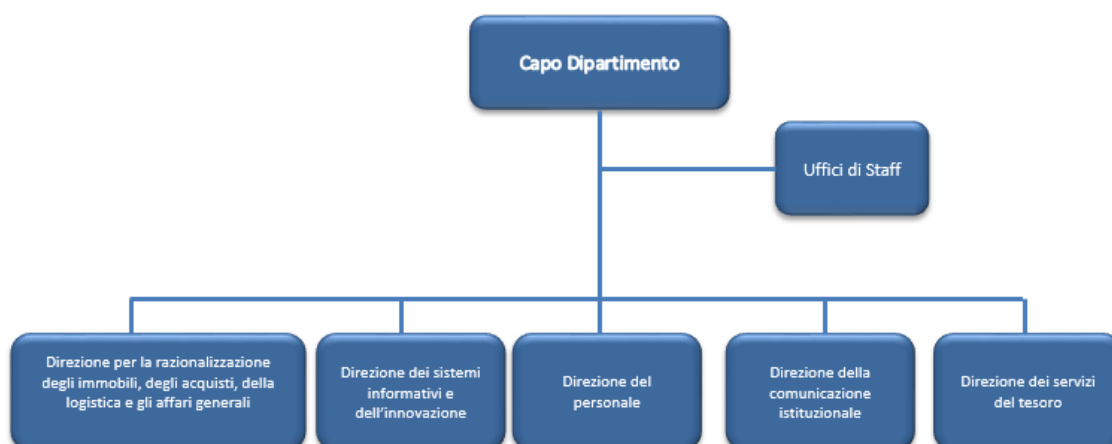 Capo Dipartimento
Uffici di Staff
Direzione per la razionalizzazione
degli immobili, degli acquisti, della
logistica e gli affari generali
Direzione dei sistemi
informativi e
dell'innovazione
Direzione del
personale
Direzione della
comunicazione
istituzionale
Direzione dei servizi
del tesoro